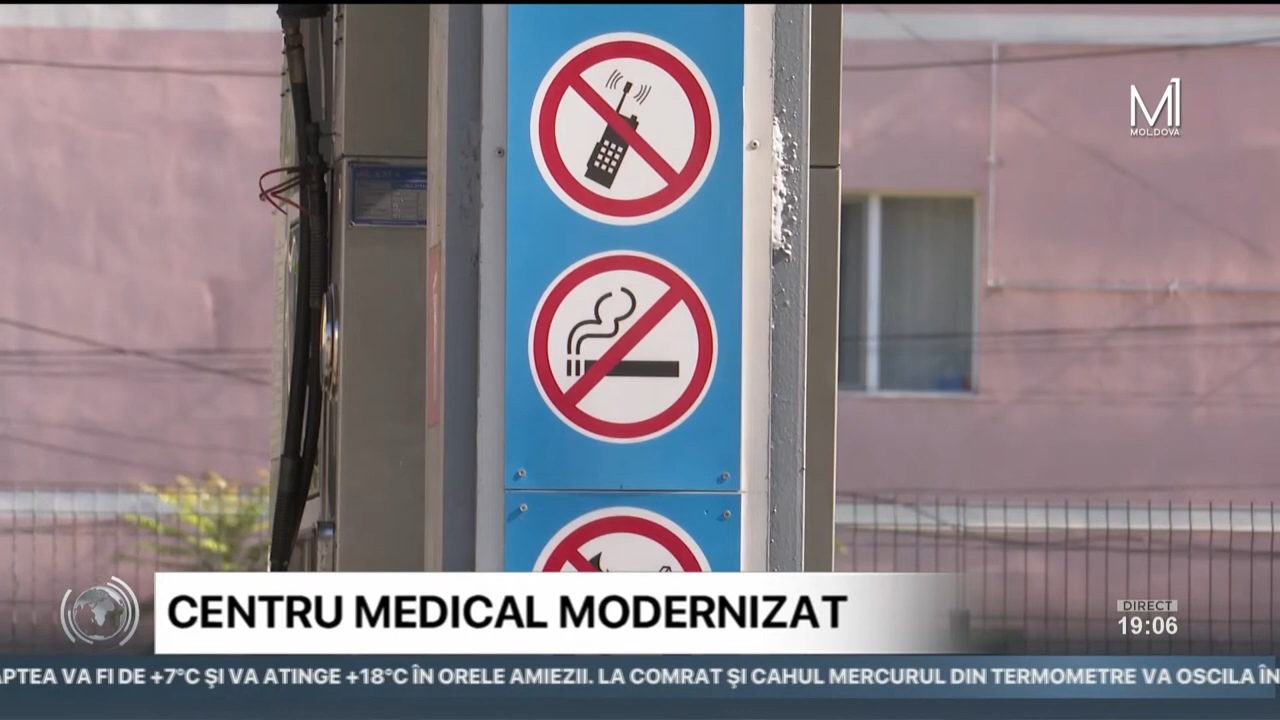 M1
MOLDOVA
CENTRU MEDICAL MODERNIZAT
DIRECT
19:06
APTEA VA FI DE +7°C ȘI VA ATINGE +18°C ÎN ORELE AMIEZII. LA COMRAT ȘI CAHUL MERCURUL DIN TERMOMETRE VA OSCILA ÎN